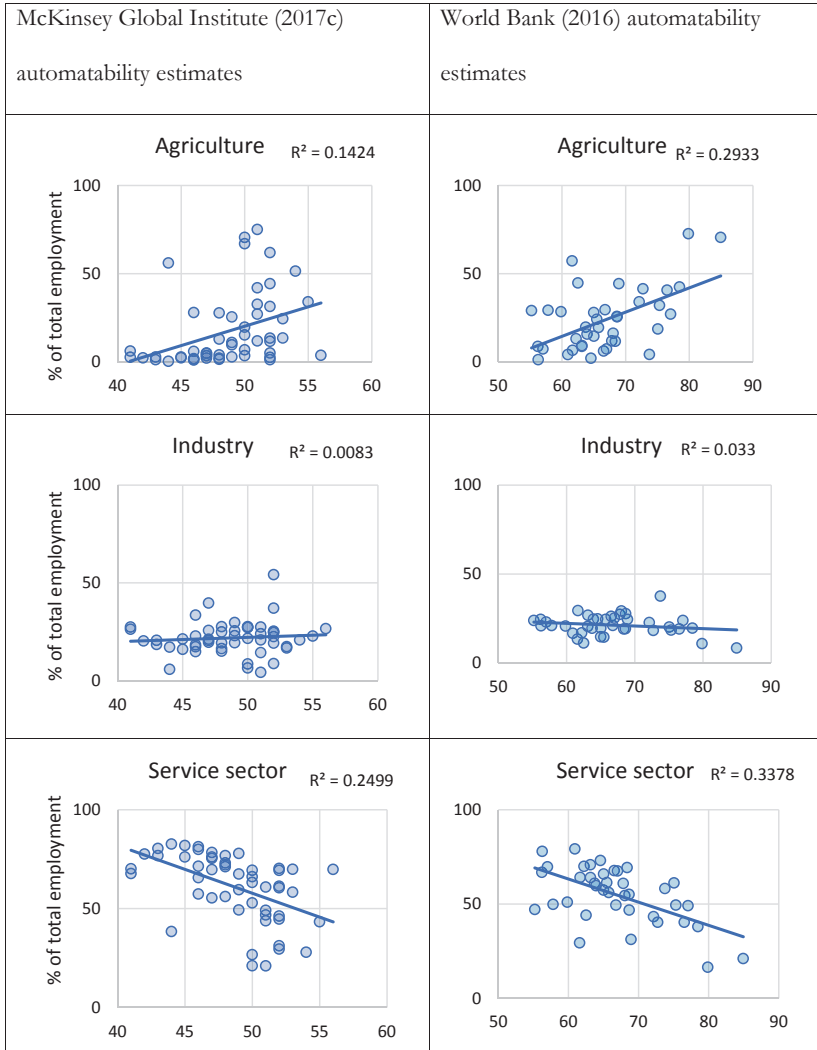 McKinsey Global Institute (2017c)
automatability estimates
World Bank (2016) automatability
estimates
Agriculture
R² = 0.1424
% of total employment
100
50
0
40 45 50 55 60
Agriculture
R² = 0.2933
100
50
0
50 60 70 80 90
Industry
R² = 0.0083
% of total employment
100
50
0
40 45 50 55 60
Industry
R² = 0.033
100
50
0
50 60 70 80 90
Service sector
R² = 0.2499
% of total employment
100
50
0
40 45 50 55 60
Service sector
R² = 0.3378
100
50
0
50 60 70 80 90